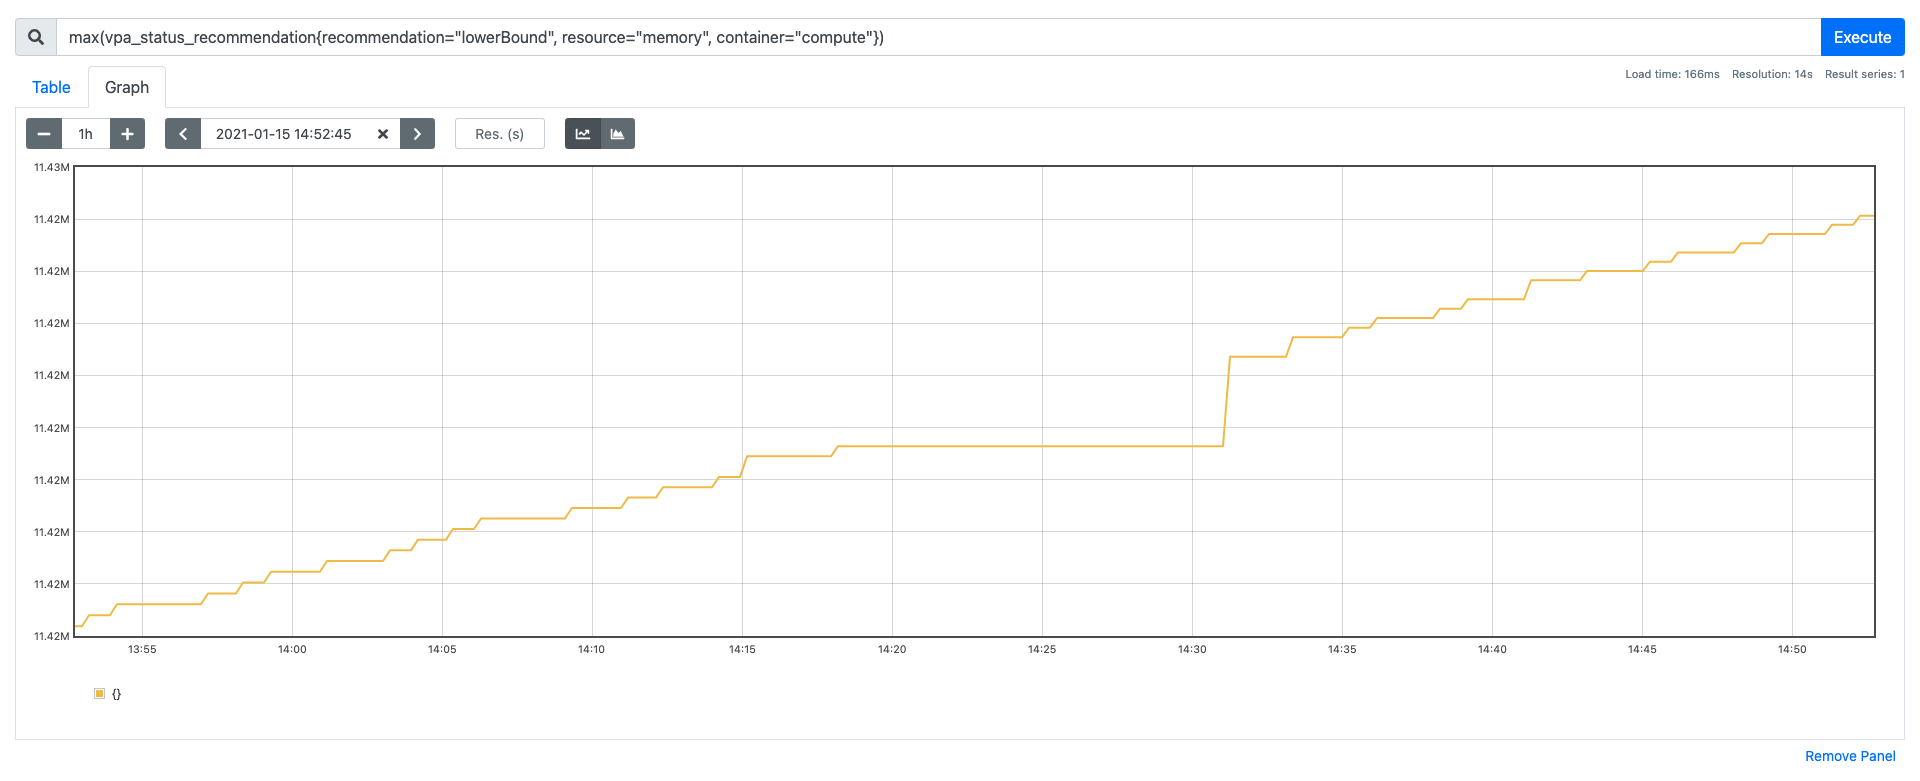 max(vpa_status_recommendation{recommendation="lowerBound", resource="memory", container="compute"})
Execute
Table
Graph
Load time: 166ms Resolution: 14s Result series: 1
1h
2021-01-15 14:52:45
Res. (s)
11.43M
11.42M
11.42M
11.42M
11.42M
11.42M
11.42M
11.42M
11.42M
11.42M
13:55 14:00 14:05 14:10 14:15 14:20 14:25 14:30 14:35 14:40 14:45 14:50
{}
Remove Panel